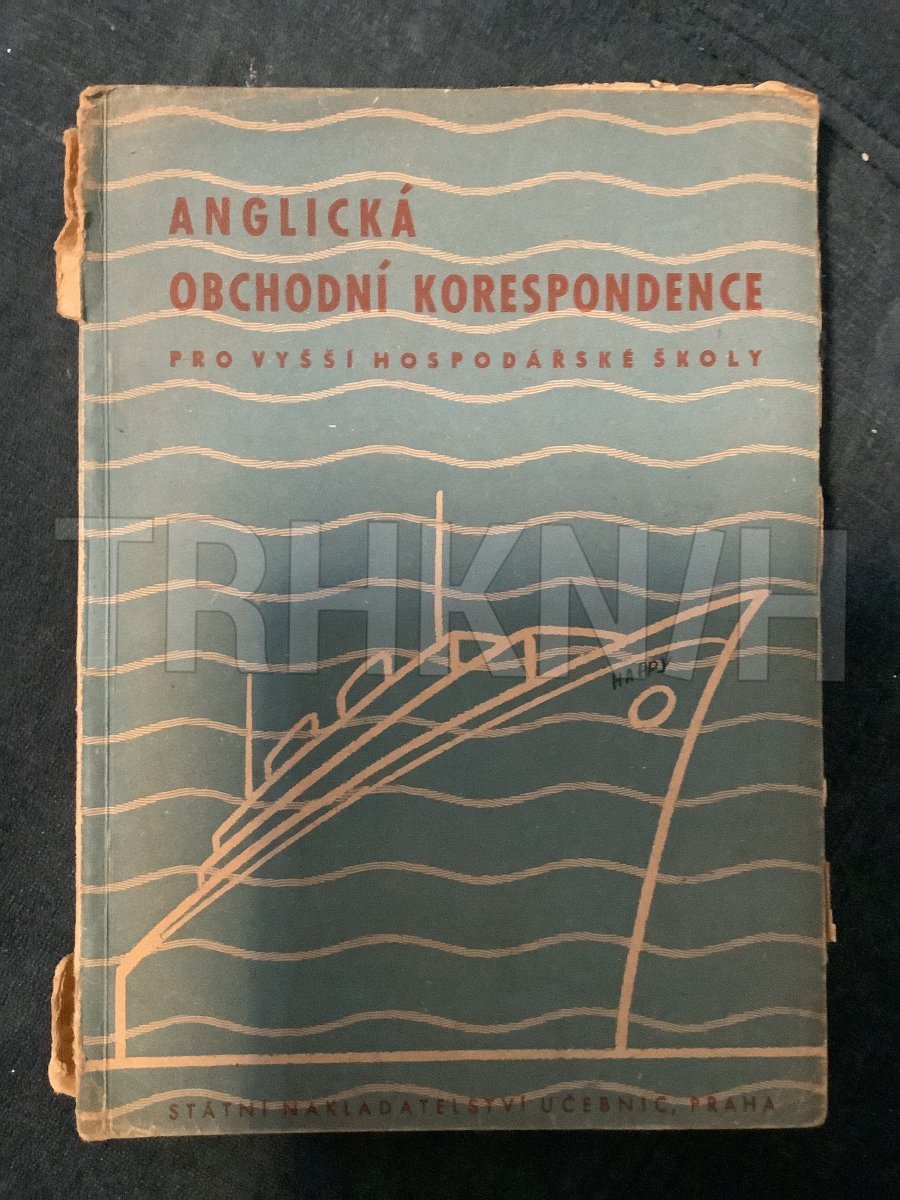 ANGLICKÁ
OBCHODNÍ KORESPONDENCE
PRO VYŠŠÍ HOSPODÁŘSKÉ ŠKOLY
TRHKNIH
HAPPY
STÁTNÍ NAKLADATELSTVÍ UČEBNIC, PRAHA